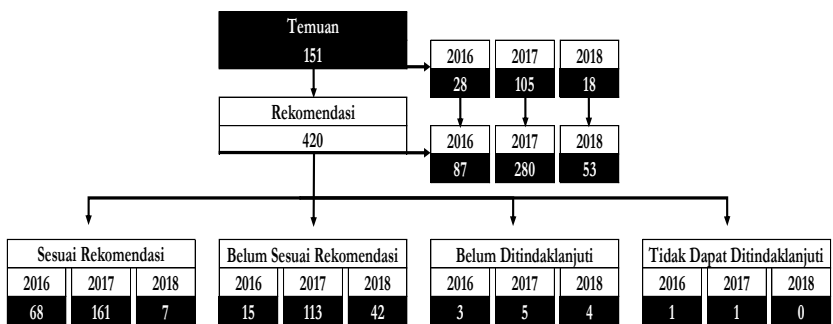 Temuan
151
2016 2017 2018
28 105 18
Rekomendasi
420
2016 2017 2018
87 280 53
Sesuai Rekomendasi
2016 2017 2018
68 161 7
Belum Sesuai Rekomendasi
2016 2017 2018
15 113 42
Belum Ditindaklanjuti
2016 2017 2018
3 5 4
Tidak Dapat Ditindaklanjuti
2016 2017 2018
1 1 0